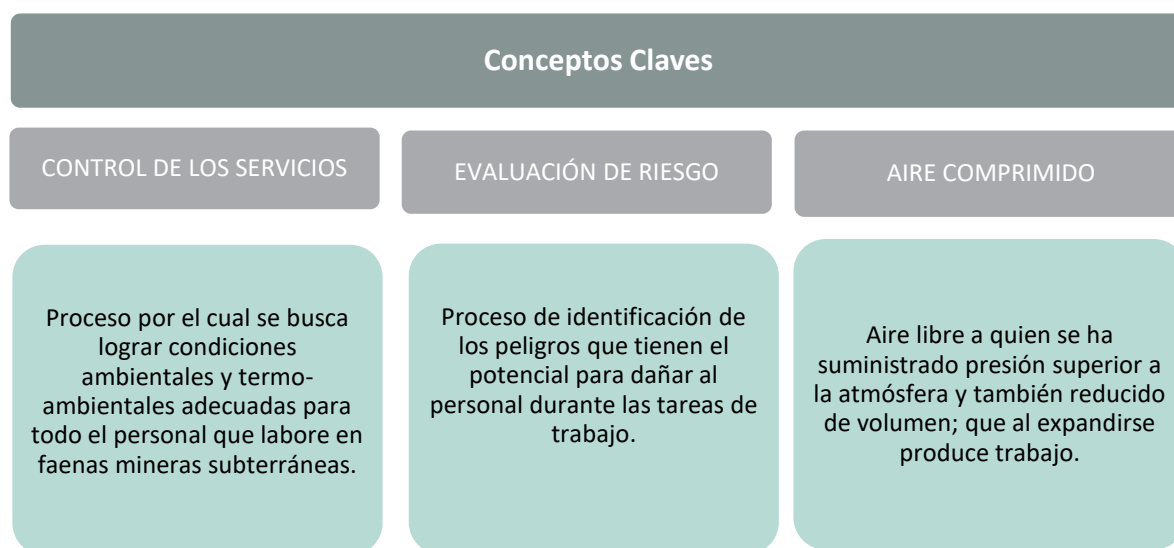 Conceptos Claves
CONTROL DE LOS SERVICIOS
Proceso por el cual se busca
lograr condiciones
ambientales y termo-
ambientales adecuadas para
todo el personal que labore en
faenas mineras subterráneas.
EVALUACIÓN DE RIESGO
Proceso de identificación de
los peligros que tienen el
potencial para dañar al
personal durante las tareas de
trabajo.
AIRE COMPRIMIDO
Aire libre a quien se ha
suministrado presión superior a
la atmósfera y también reducido
de volumen; que al expandirse
produce trabajo.